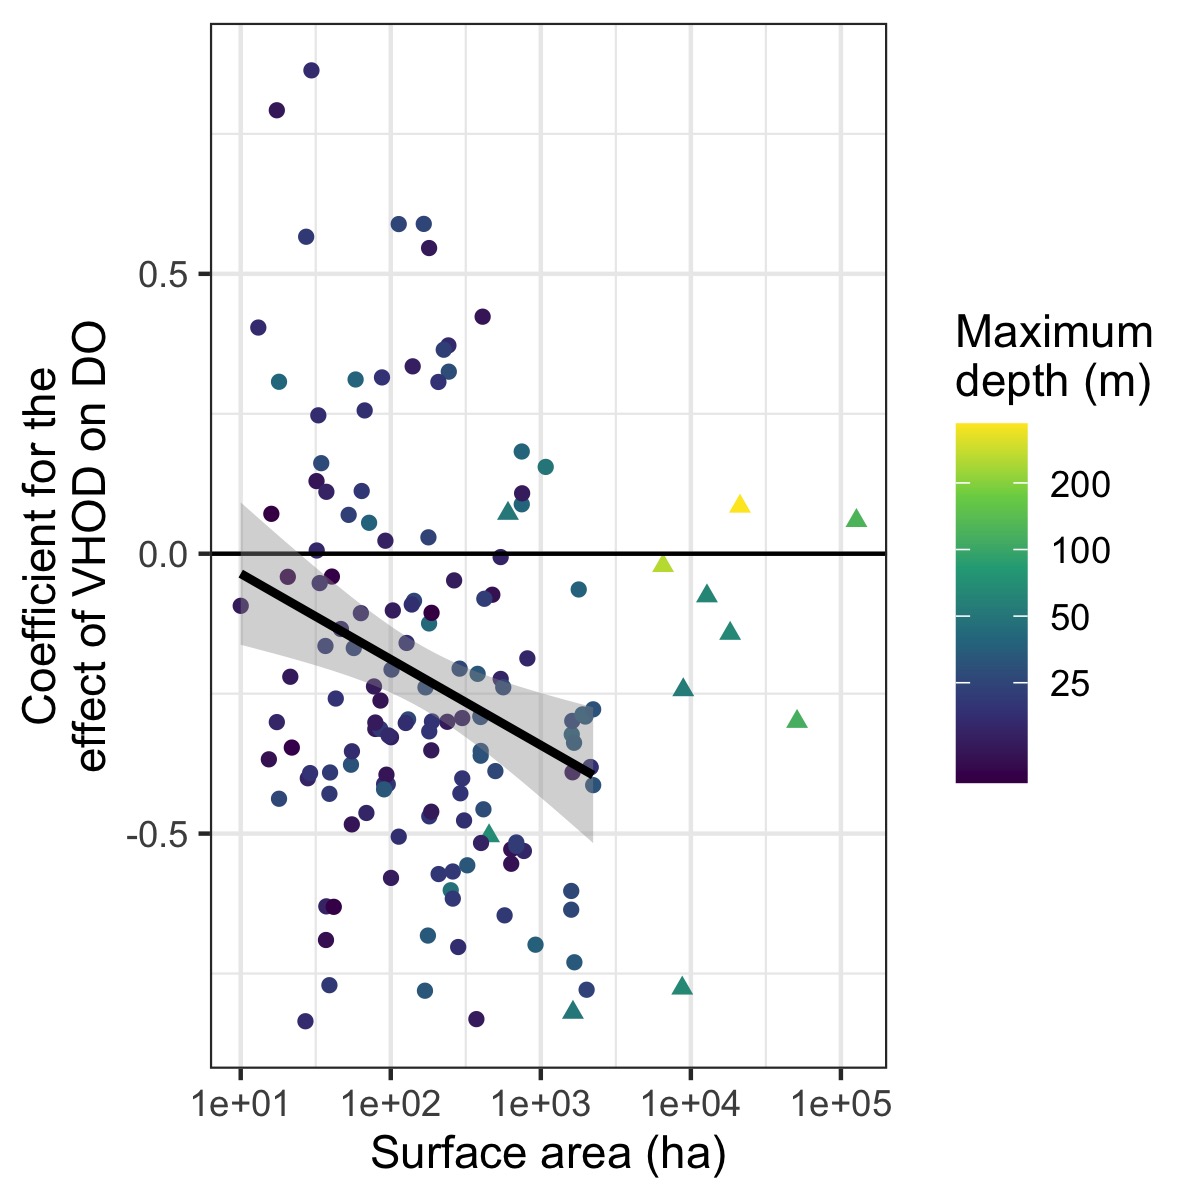 Coefficient for the
effect of VHOD on DO
0.5
0.0
-0.5
1e+01
1e+02
1e+03
1e+04
1e+05
Surface area (ha)
Maximum
depth (m)
200
100
50
25